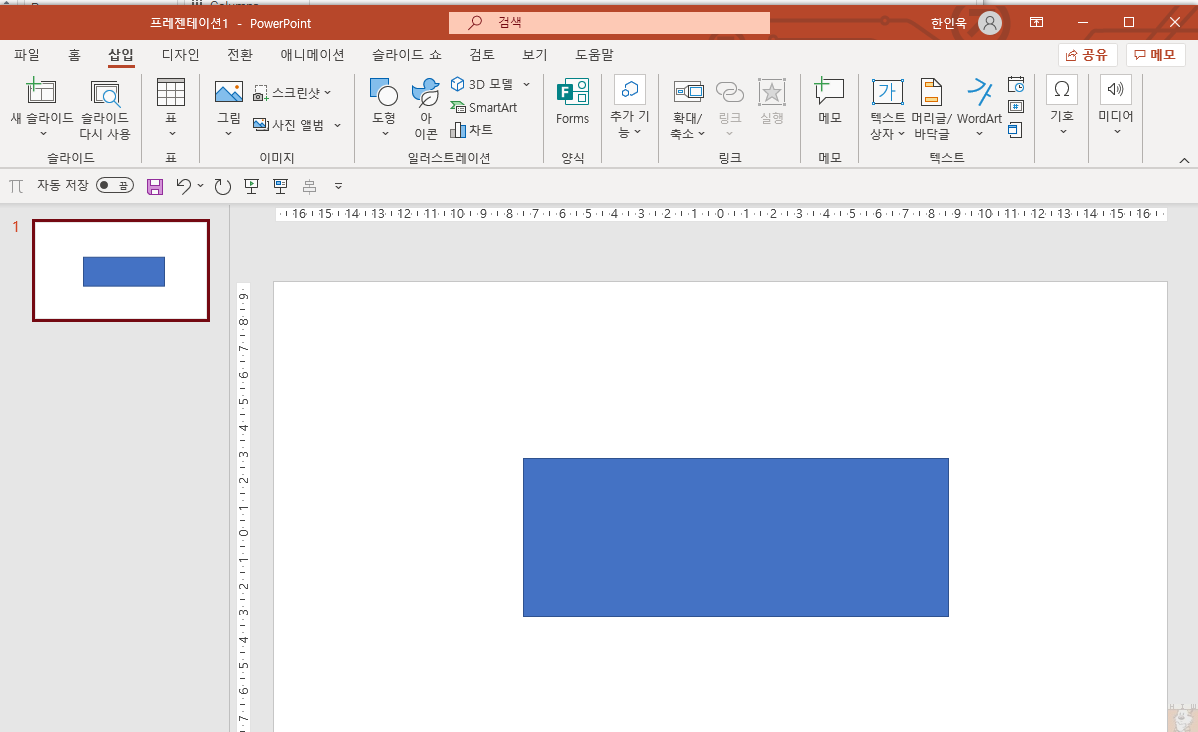 Columns
프레젠테이션1 - PowerPoint
검색
한인욱
파일 홈 삽입 디자인 전환 애니메이션 슬라이드 쇼 검토 보기 도움말
공유 메모
새 슬라이드
슬라이드
다시 사용
슬라이드
표
표
그림
스크린샷
사진 앨범
이미지
도형
아
이콘
3D 모델
SmartArt
차트
일러스트레이션
Forms
양식
추가 기
능
확대/
축소
링크
실행
링크
메모
메모
가
텍스트
상자
머리글/
바닥글
WordArt
텍스트
Ω
기호
미디어
자동 저장 끔
1
16 15 14 13 12 11 10 9 8 7 6 5 4 3 2 1 0 1 2 3 4 5 6 7 8 9 10 11 12 13 14 15 16
9
8
7
6
5
4
3
2
1
0
1
2
3
4
5
6
7